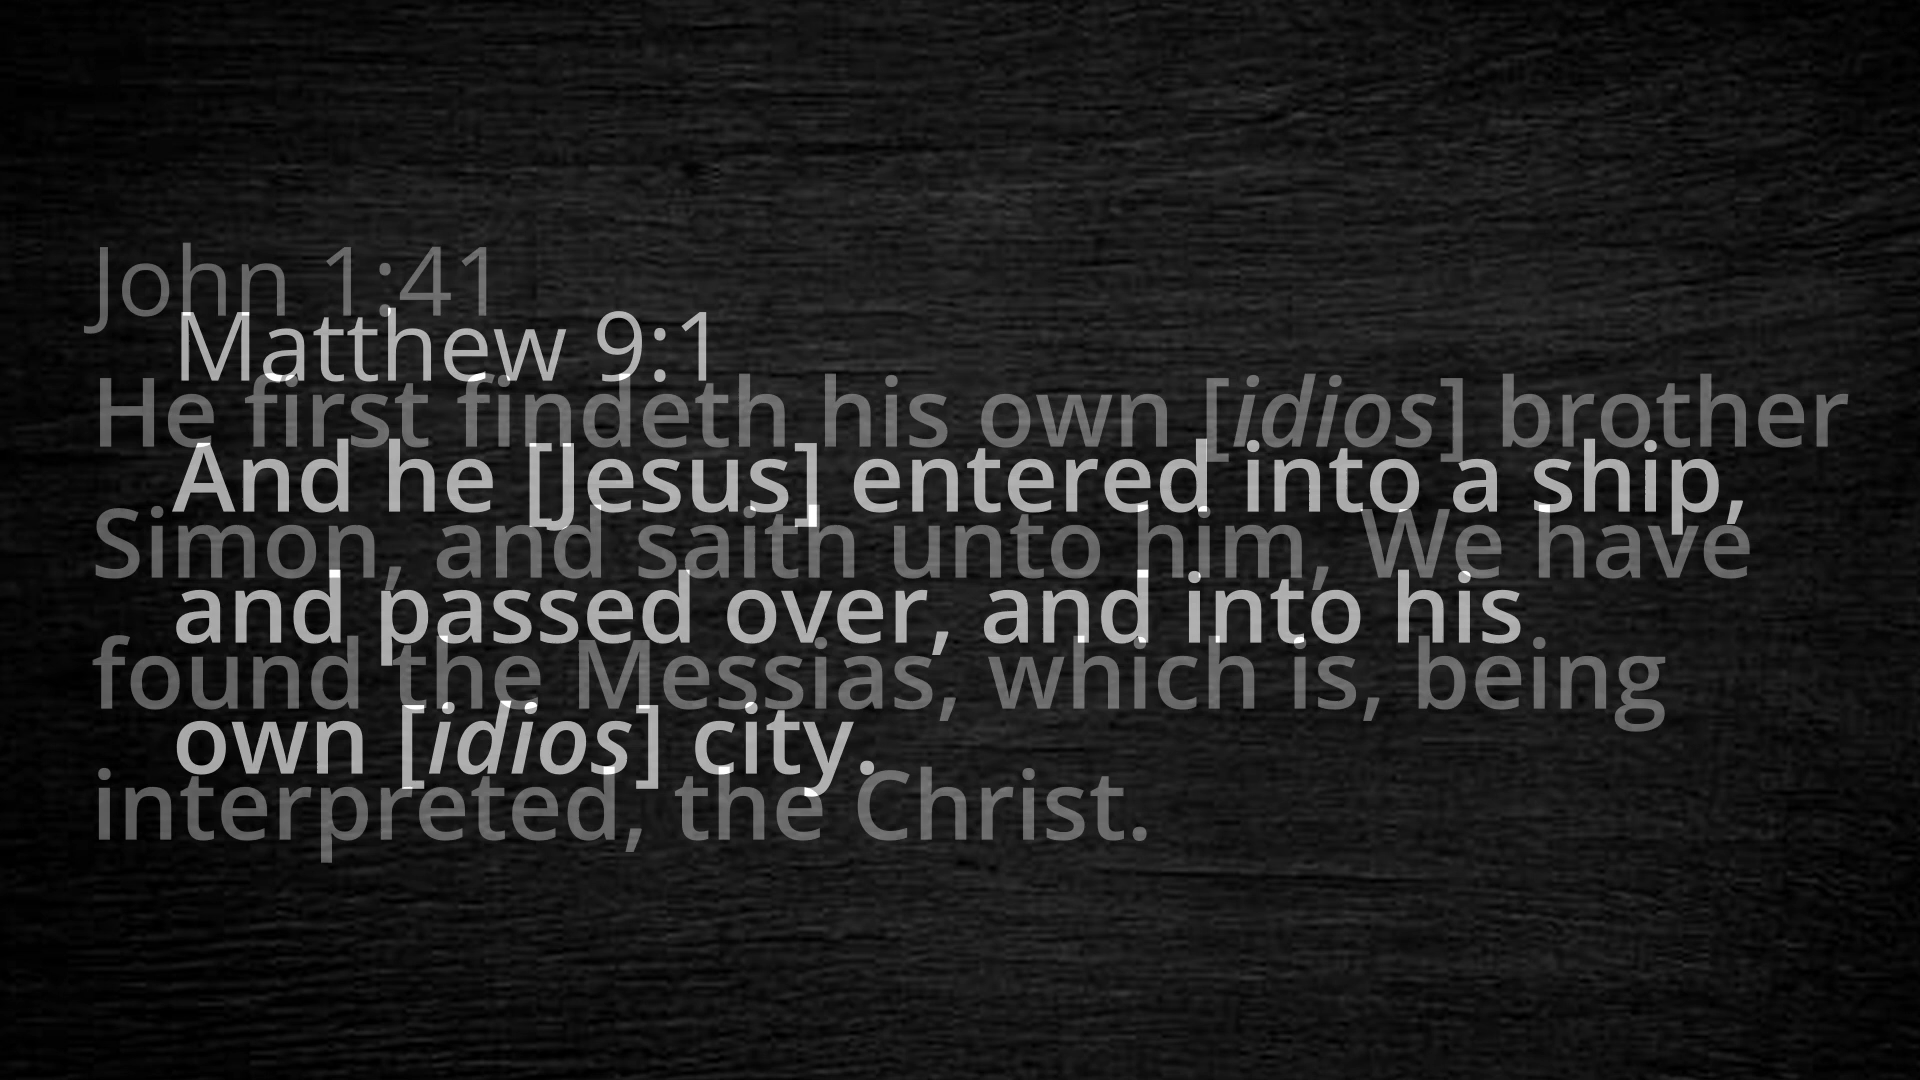 John 1:41
He first findeth his own [idios] brother
Simon, and saith unto him, We have
found the Messias, which is, being
interpreted, the Christ.
Matthew 9:1
And he [Jesus] entered into a ship,
and passed over, and into his
own [idios] city.